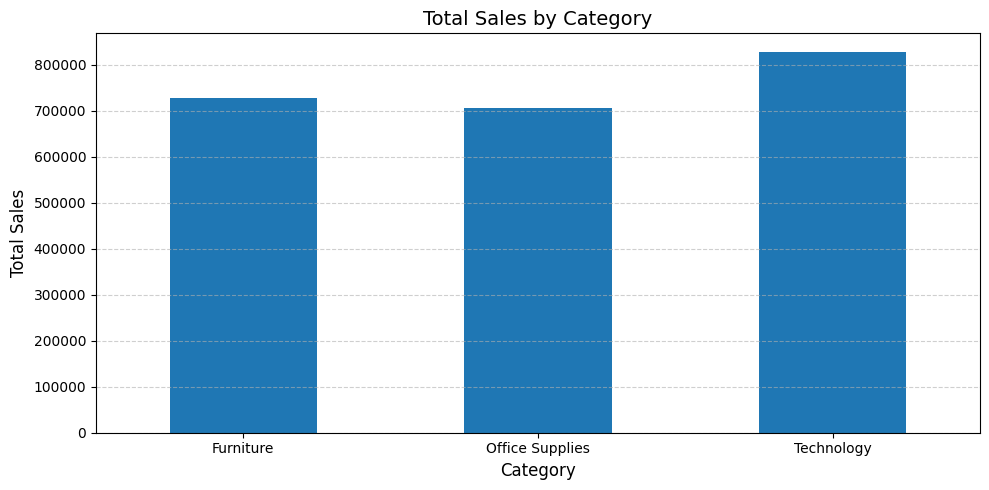 Total Sales by Category
Total Sales
800000
700000
600000
500000
400000
300000
200000
100000
0
Furniture
Office Supplies
Technology
Category